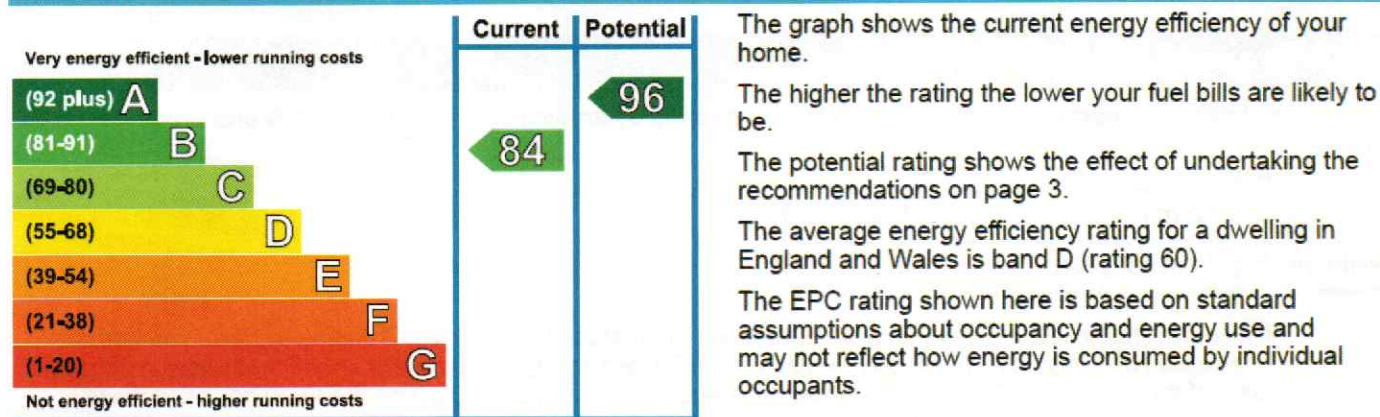 Current Potential
Very energy efficient - lower running costs
(92 plus) A
96
(81-91) B
84
(69-80) C
(55-68) D
(39-54) E
(21-38) F
(1-20) G
Not energy efficient - higher running costs
The graph shows the current energy efficiency of your
home.
The higher the rating the lower your fuel bills are likely to
be.
The potential rating shows the effect of undertaking the
recommendations on page 3.
The average energy efficiency rating for a dwelling in
England and Wales is band D (rating 60).
The EPC rating shown here is based on standard
assumptions about occupancy and energy use and
may not reflect how energy is consumed by individual
occupants.